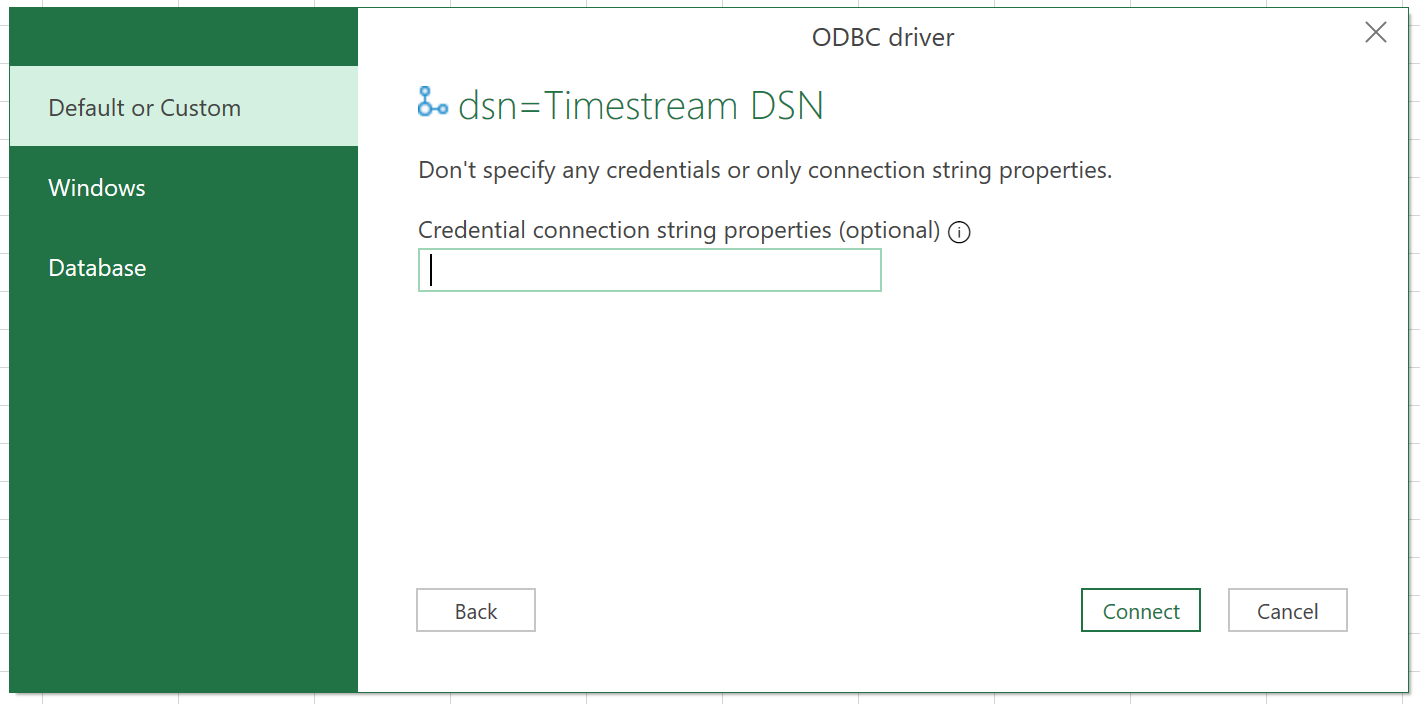 ODBC driver
Default or Custom
Windows
Database
dsn=Timestream DSN
Don't specify any credentials or only connection string properties.
Credential connection string properties (optional)
Back
Connect
Cancel